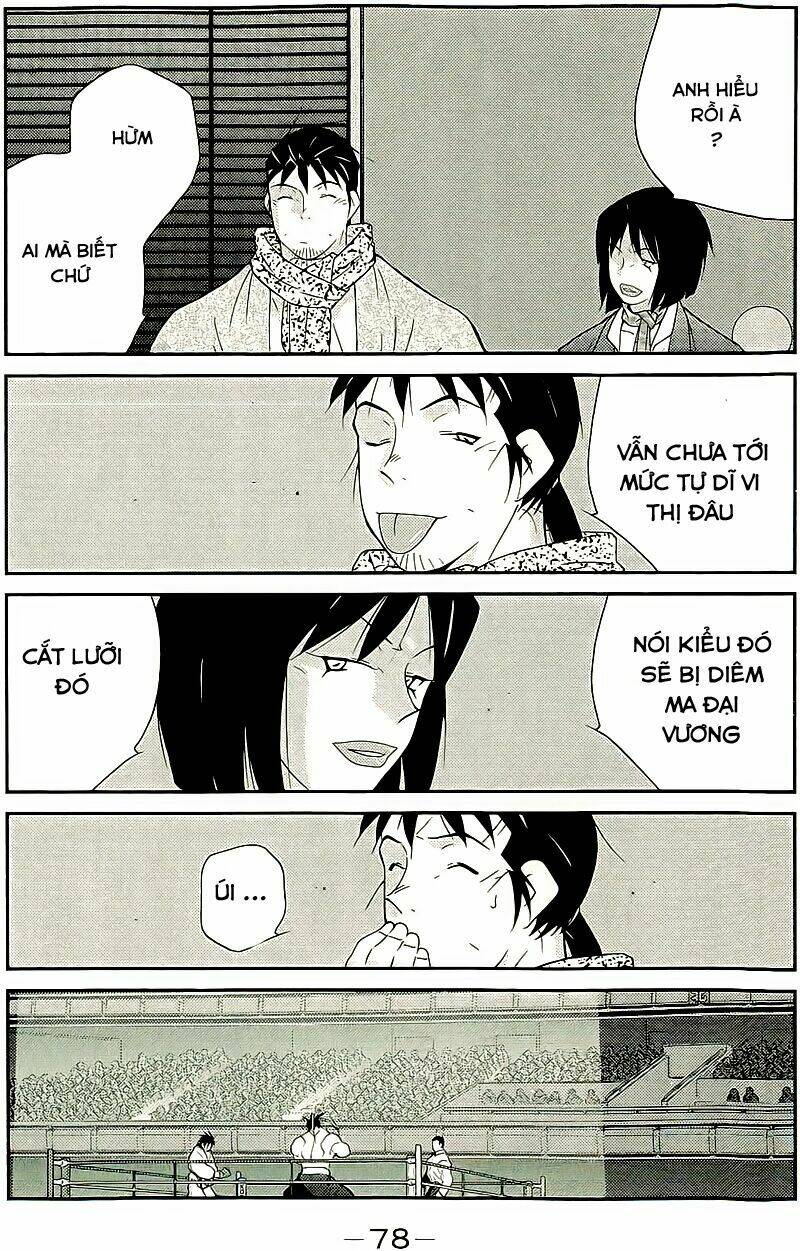 ANH HIỂU
RỒI À
?
HỪM
AI MÀ BIẾT
CHỨ
VẪN CHƯA TỚI
MỨC TỰ DĨ VI
THỊ ĐÂU
NÓI KIỂU ĐÓ
SẼ BỊ DIÊM
MA ĐẠI
VƯƠNG
CẮT LƯỠI
ĐÓ
ÚI ...
—78—